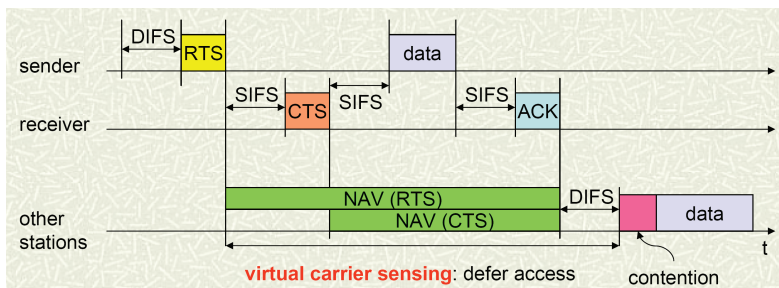 DIFS
RTS
data
sender
SIFS
CTS
SIFS
SIFS
ACK
receiver
NAV (RTS)
DIFS
NAV (CTS)
data
other
stations
t
virtual carrier sensing: defer access
contention